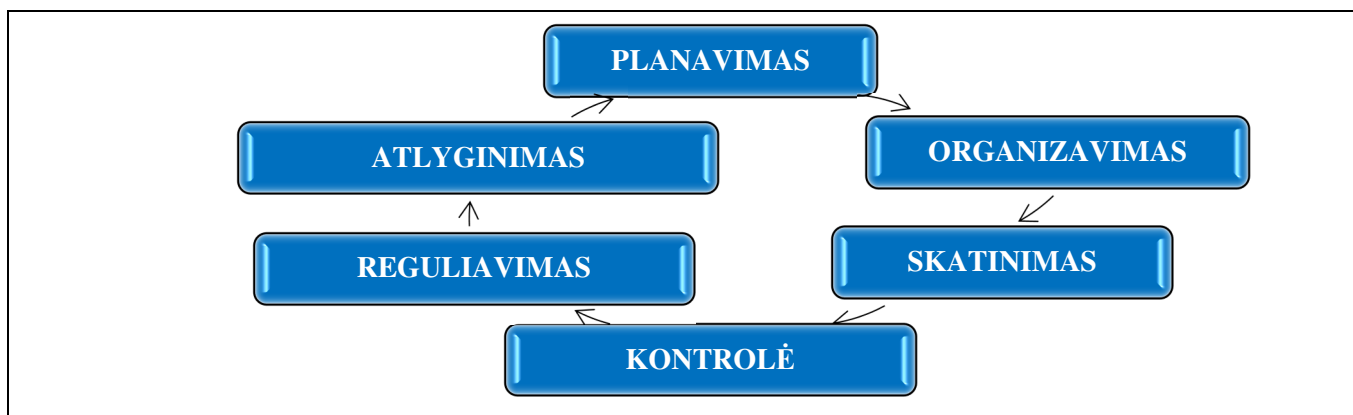 PLANAVIMAS
ATLYGINIMAS
ORGANIZAVIMAS
REGULIAVIMAS
SKATINIMAS
KONTROLĖ